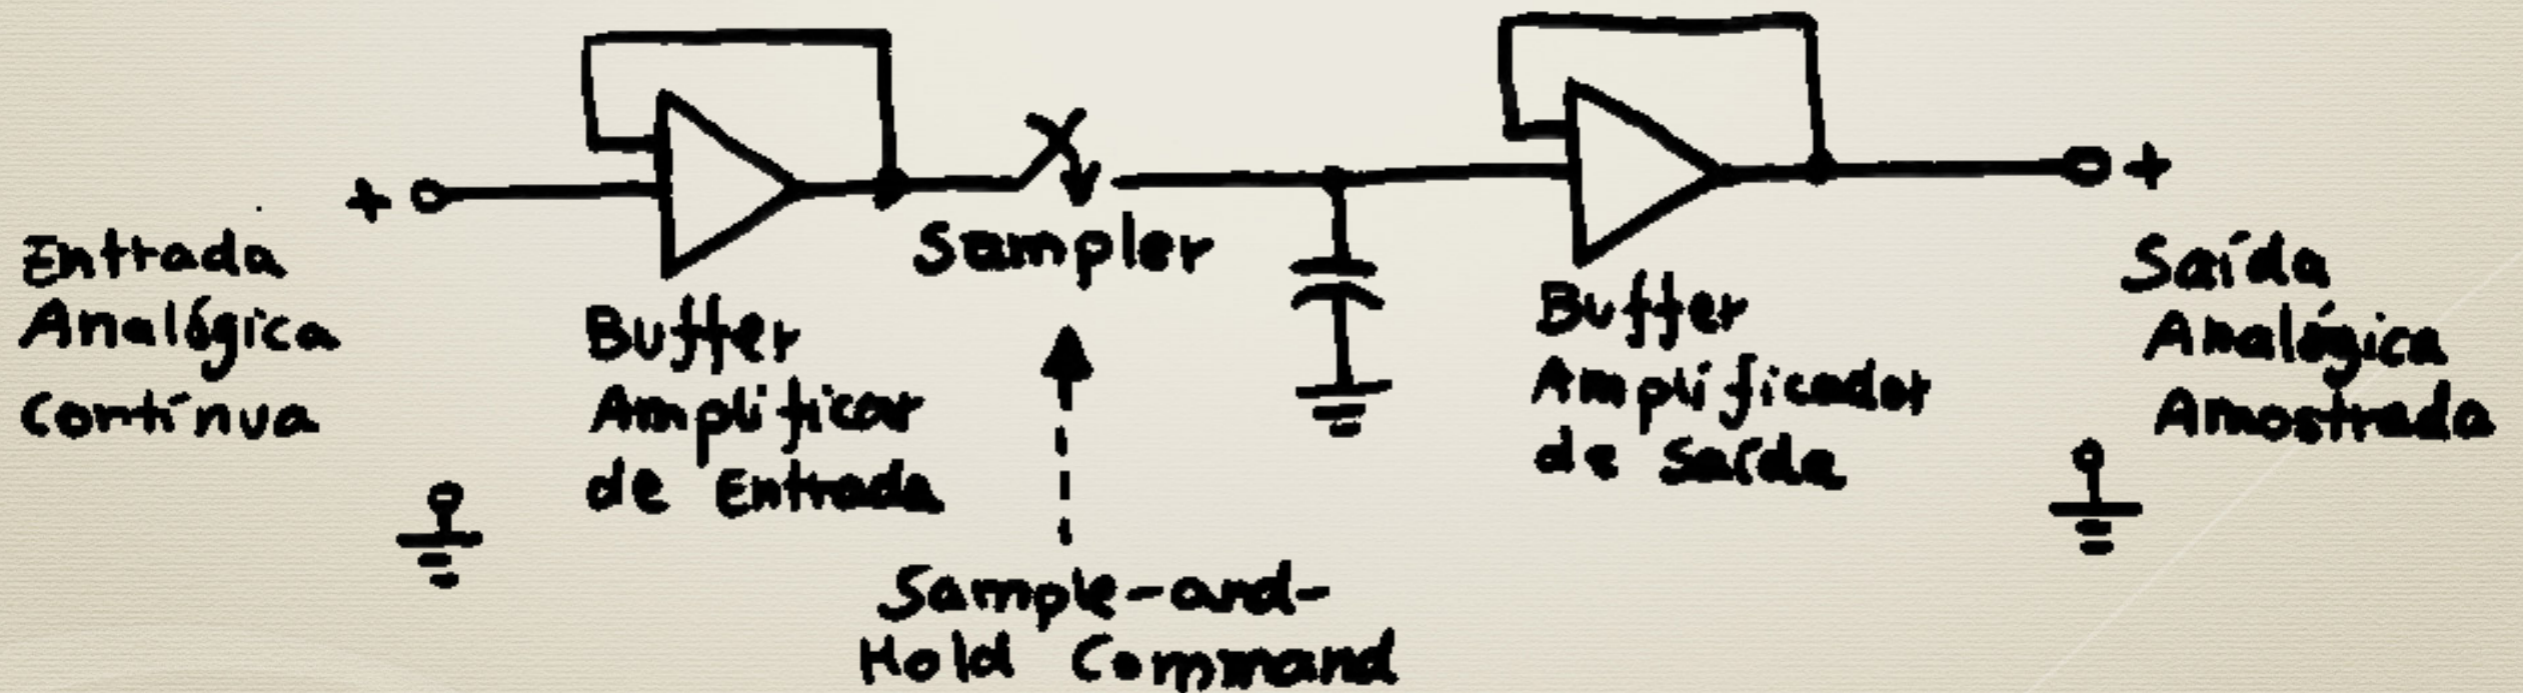 +
Entrada
Analógica
Contínua
Buffer
Amplificar
de Entrada
Sampler
Sample-and-
Hold Command
Buffer
Amplificador
de Saída
+
Saída
Analógica
Amostrada